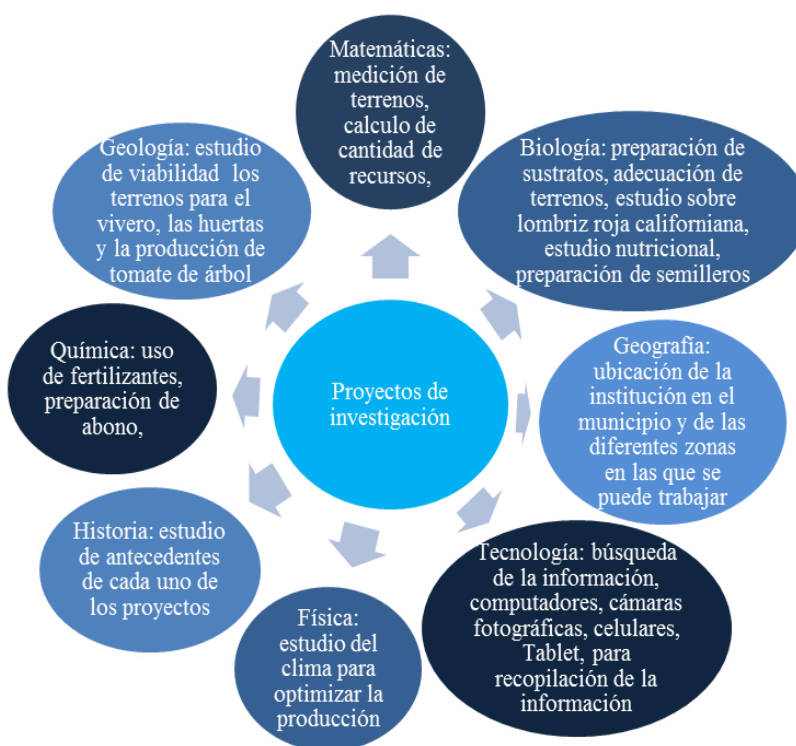 Matemáticas:
medición de
terrenos,
calculo de
cantidad de
recursos,
Biología: preparación de
sustratos, adecuación de
terrenos, estudio sobre
lombriz roja californiana,
estudio nutricional,
preparación de semilleros
Geografía:
ubicación de la
institución en el
municipio y de las
diferentes zonas
en las que se
puede trabajar
Tecnología: búsqueda
de la información,
computadores, cámaras
fotográficas, celulares,
Tablet, para
recopilación de la
información
Física:
estudio del
clima para
optimizar la
producción
Historia: estudio
de antecedentes
de cada uno de
los proyectos
Química: uso
de fertilizantes,
preparación de
abono,
Geología: estudio
de viabilidad los
terrenos para el
vivero, las huertas
y la producción de
tomate de árbol
Proyectos de
investigación